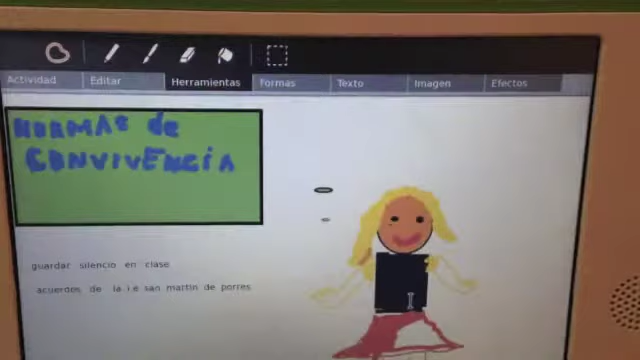 Actividad
Editar
Herramientas
Formas
Texto
Imagen
Efectos
NORMAS de
CONVIVENCIA
guardar silencio en clase
acuerdos de la i.e san martin de porres